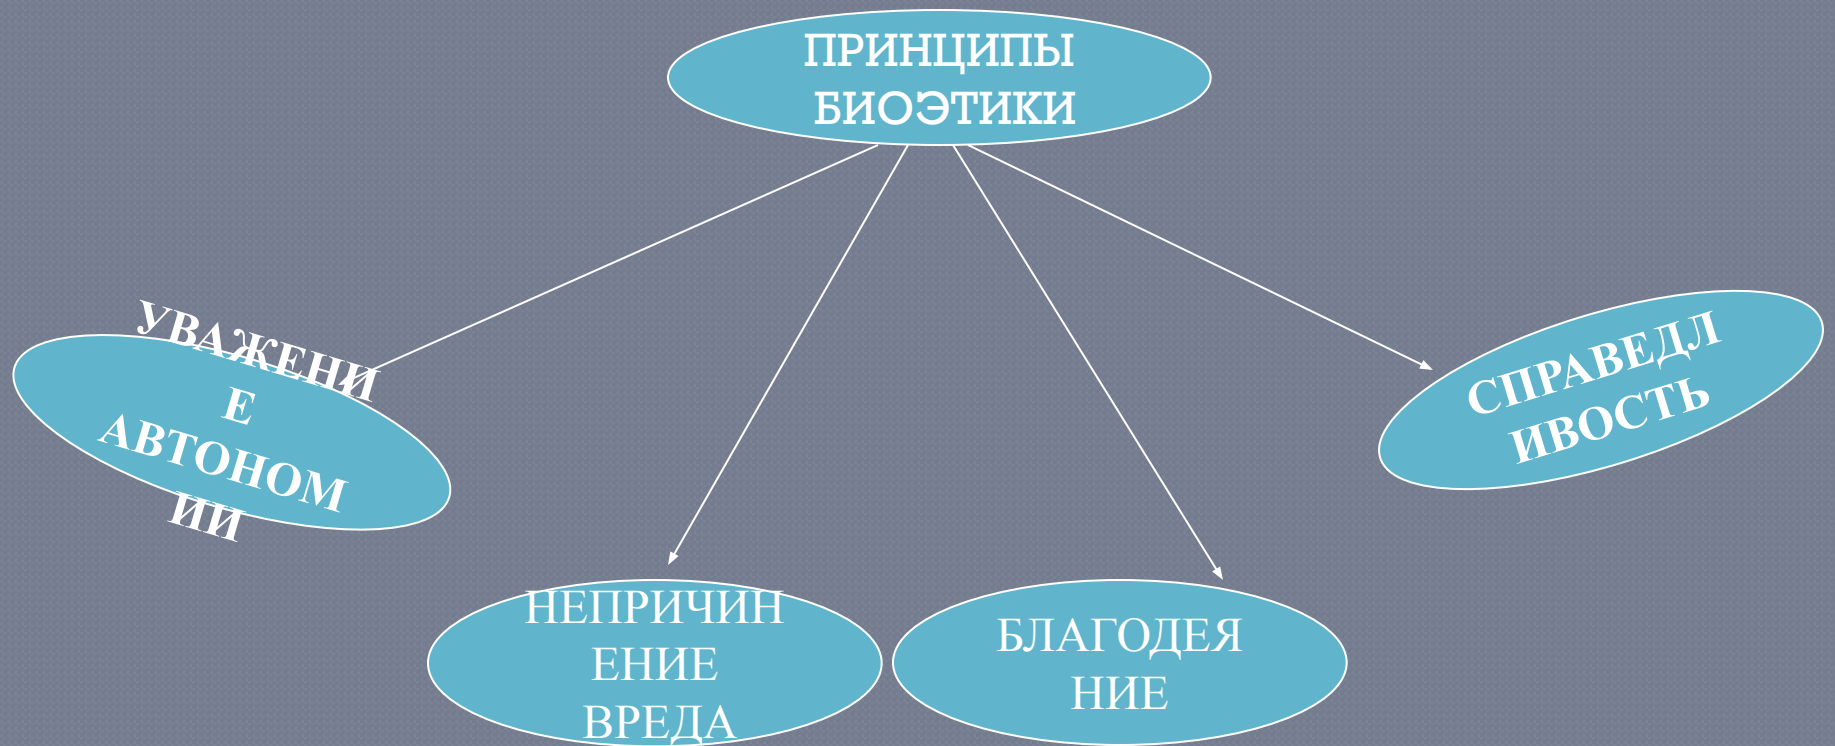 ПРИНЦИПЫ
БИОЭТИКИ
УВАЖЕНИ
Е
АВТОНОМ
ИИ
НЕПРИЧИН
ЕНИЕ
ВРЕДА
БЛАГОДЕЯ
НИЕ
СПРАВЕДЛ
ИВОСТЬ